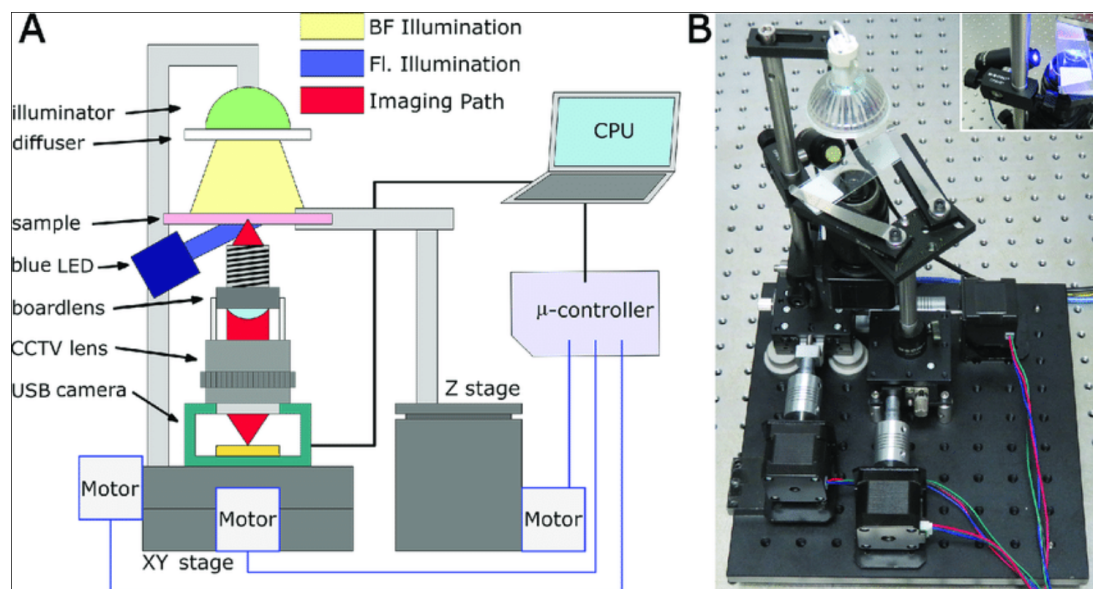 A
BF Illumination
Fl. Illumination
Imaging Path
illuminator
diffuser
sample
blue LED
boardlens
CCTV lens
USB camera
CPU
μ-controller
Z stage
Motor
Motor
Motor
XY stage
B